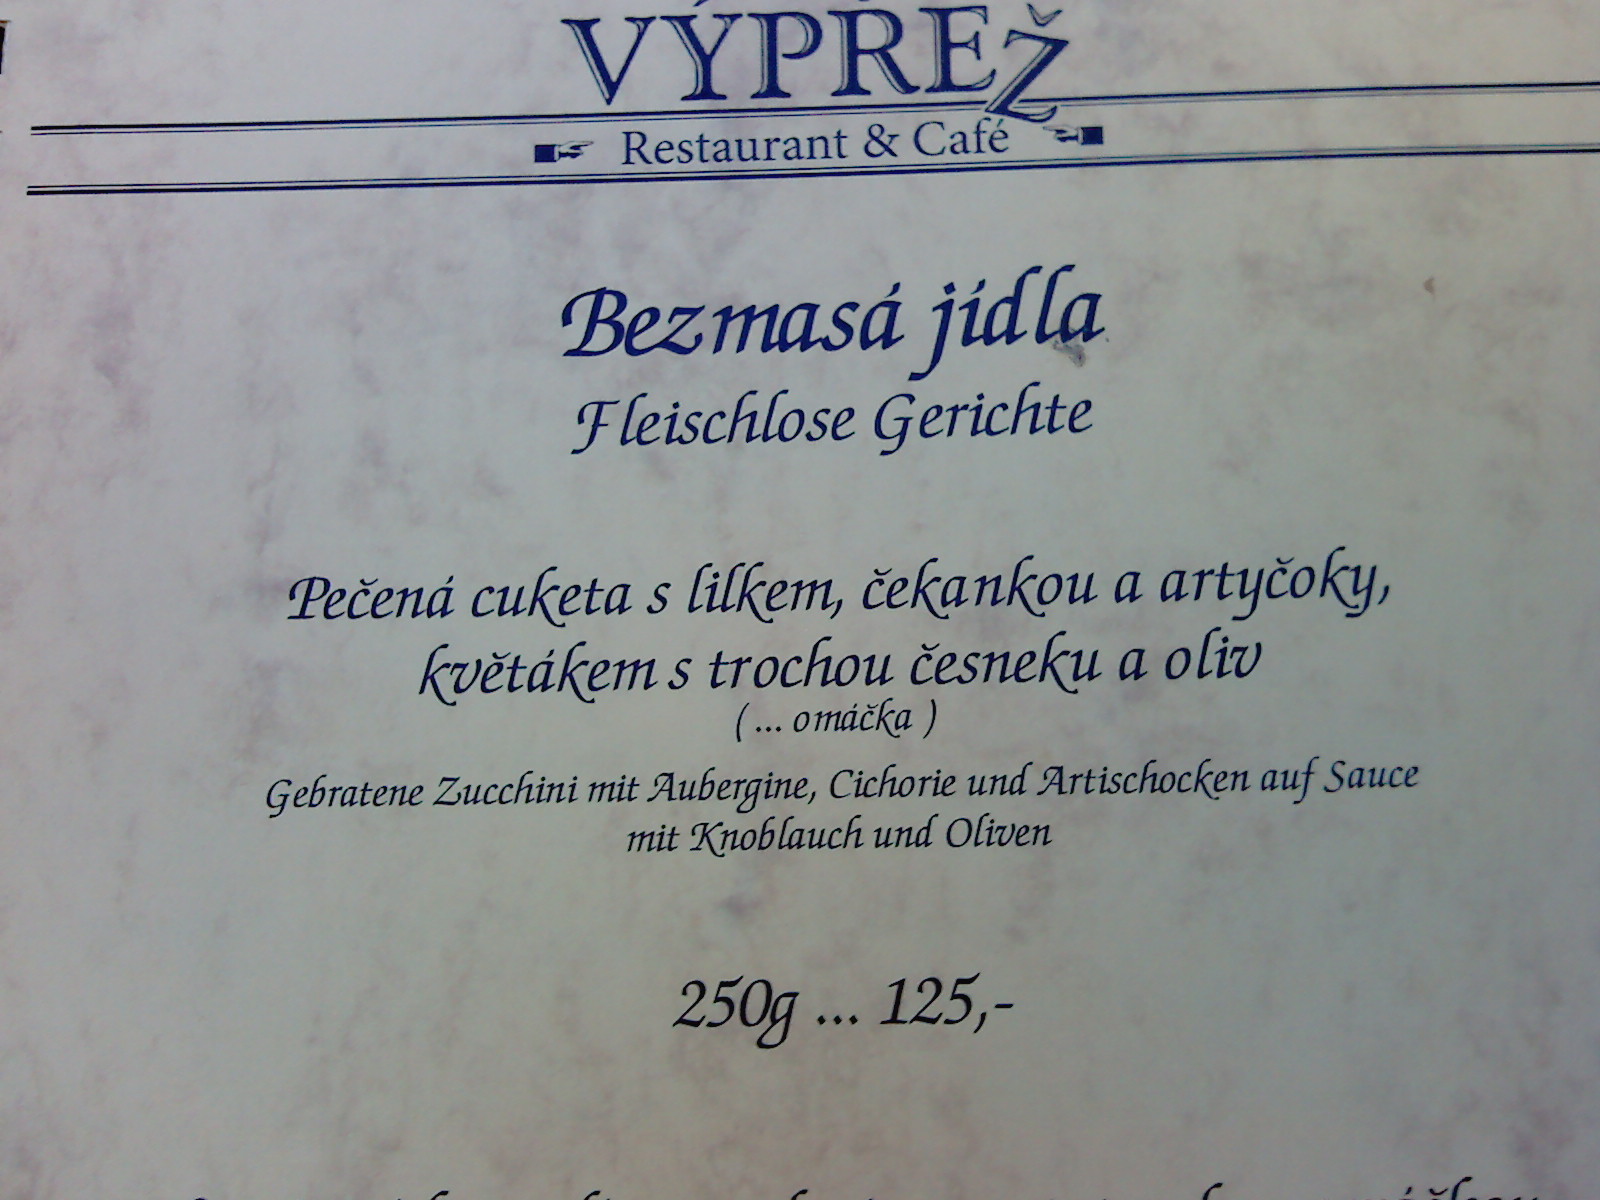 VÝPŘEŽ
Restaurant & Café
Bezmasá jídla
Fleischlose Gerichte
Pečená cuketa s lilkem, čekankou a artyčoky,
květákem s trochou česneku a oliv
( ... omáčka )
Gebratene Zucchini mit Aubergine, Cichorie und Artischocken auf Sauce
mit Knoblauch und Oliven
250g ... 125,-